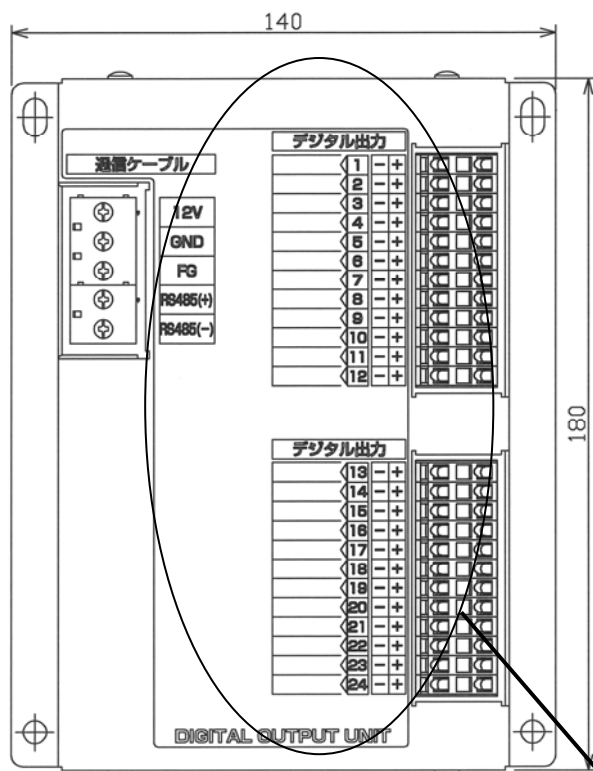 140
デジタル出力
通信ケーブル
1 - +
2 - +
3 - +
4 - +
5 - +
6 - +
7 - +
8 - +
9 - +
10 - +
11 - +
12 - +
12V
GND
FG
RS485(+)
RS485(-)
180
デジタル出力
13 - +
14 - +
15 - +
16 - +
17 - +
18 - +
19 - +
20 - +
21 - +
22 - +
23 - +
24 - +
DIGITAL OUTPUT UNIT